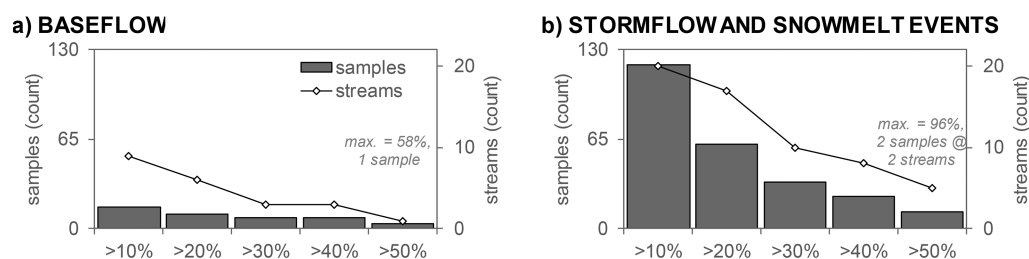 a) BASEFLOW
130
65
0
samples (count)
samples
streams
max. = 58%,
1 sample
20
10
0
streams (count)
>10% >20% >30% >40% >50%
b) STORMFLOW AND SNOWMELT EVENTS
130
65
0
samples (count)
max. = 96%,
2 samples @
2 streams
20
10
0
streams (count)
>10% >20% >30% >40% >50%